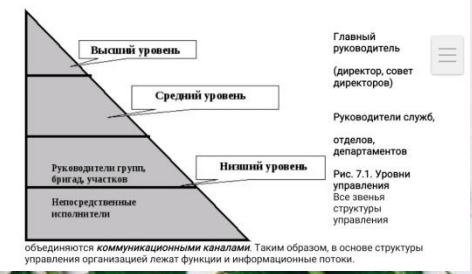 Высший уровень
Средний уровень
Низший уровень
Руководители групп,
бригад, участков
Непосредственные
исполнители
Главный
руководитель
(директор, совет
директоров)
Руководители служб,
отделов,
департаментов
Рис. 7.1. Уровни
управления
Все звенья
структуры
управления
объединяются коммуникационными каналами. Таким образом, в основе структуры
управления организацией лежат функции и информационные потоки.